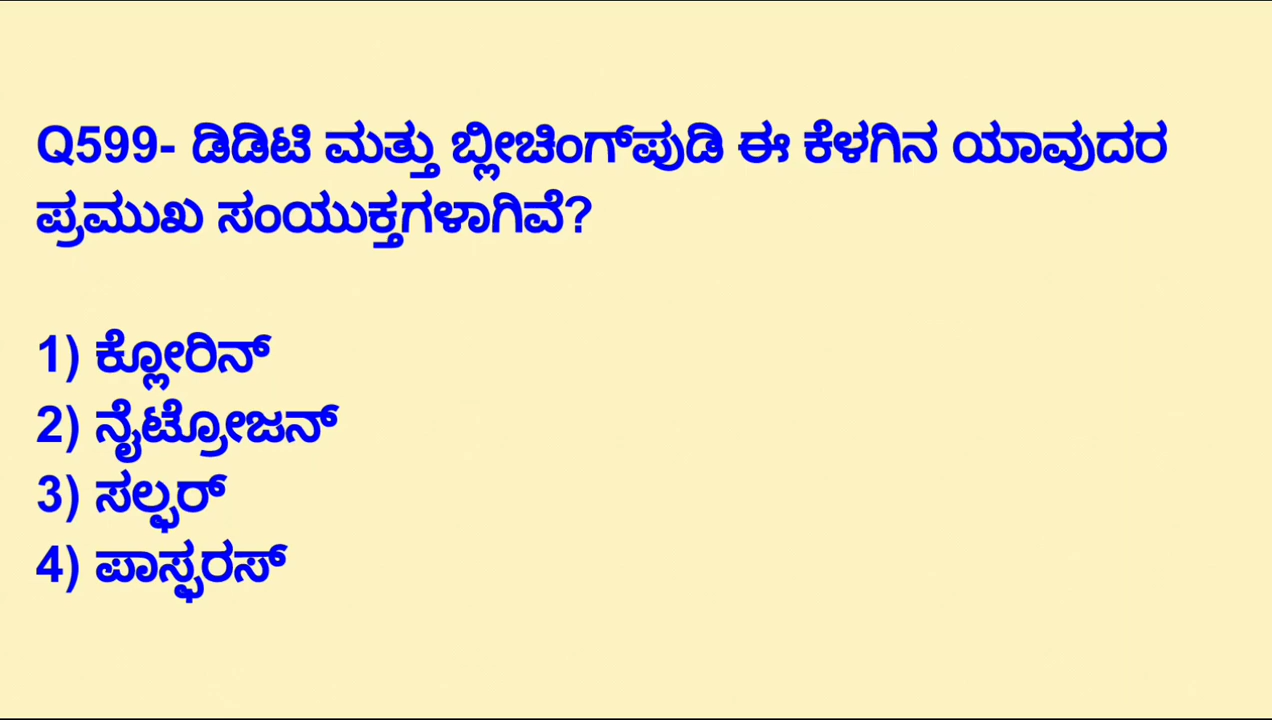 Q599- ಡಿಡಿಟಿ ಮತ್ತು ಬ್ಲೀಚಿಂಗ್‌ಪುಡಿ ಈ ಕೆಳಗಿನ ಯಾವುದರ
ಪ್ರಮುಖ ಸಂಯುಕ್ತಗಳಾಗಿವೆ?
1) ಕ್ಲೋರಿನ್
2) ನೈಟ್ರೋಜನ್
3) ಸಲ್ಫರ್
4) ಪಾಸ್ಫರಸ್